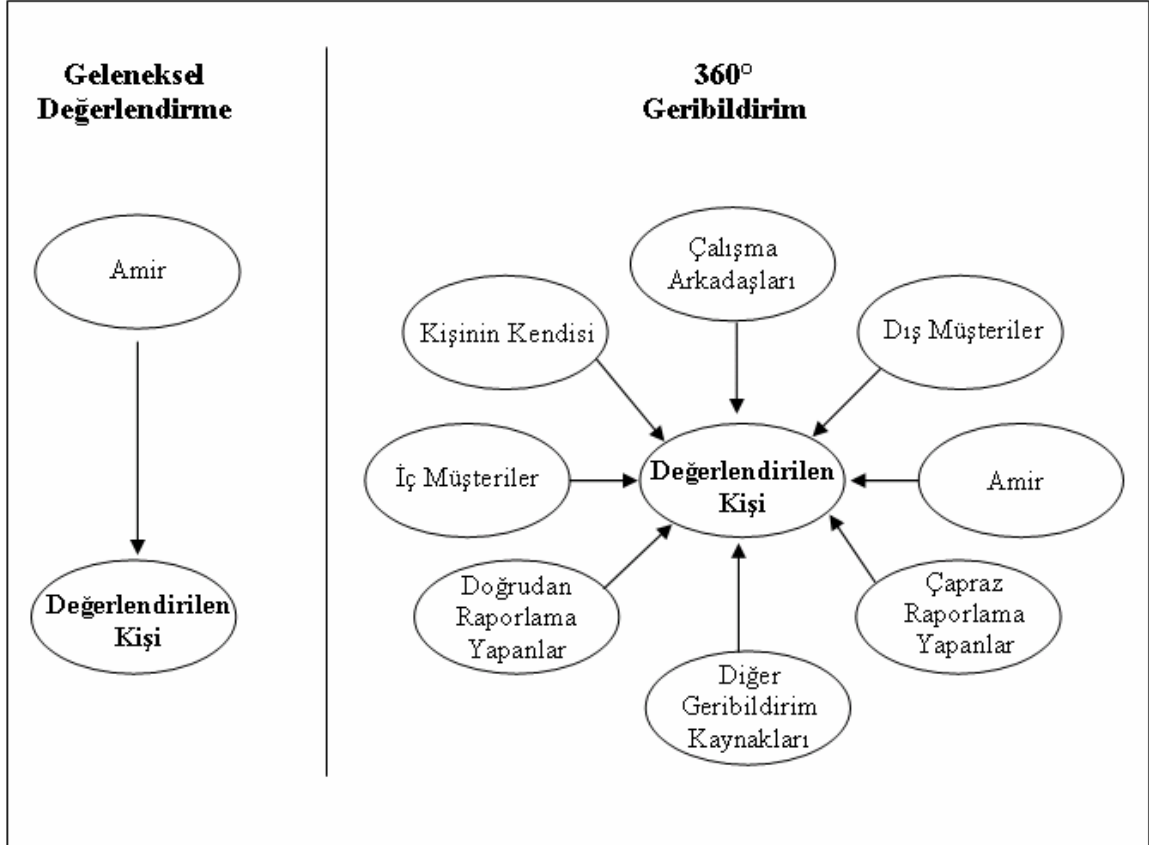 Geleneksel
Değerlendirme
Amir
Değerlendirilen
Kişi
360°
Geribildirim
Çalışma
Arkadaşları
Kişinin Kendisi
Dış Müşteriler
İç Müşteriler
Değerlendirilen
Kişi
Amir
Doğrudan
Raporlama
Yapanlar
Çapraz
Raporlama
Yapanlar
Diğer
Geribildirim
Kaynakları